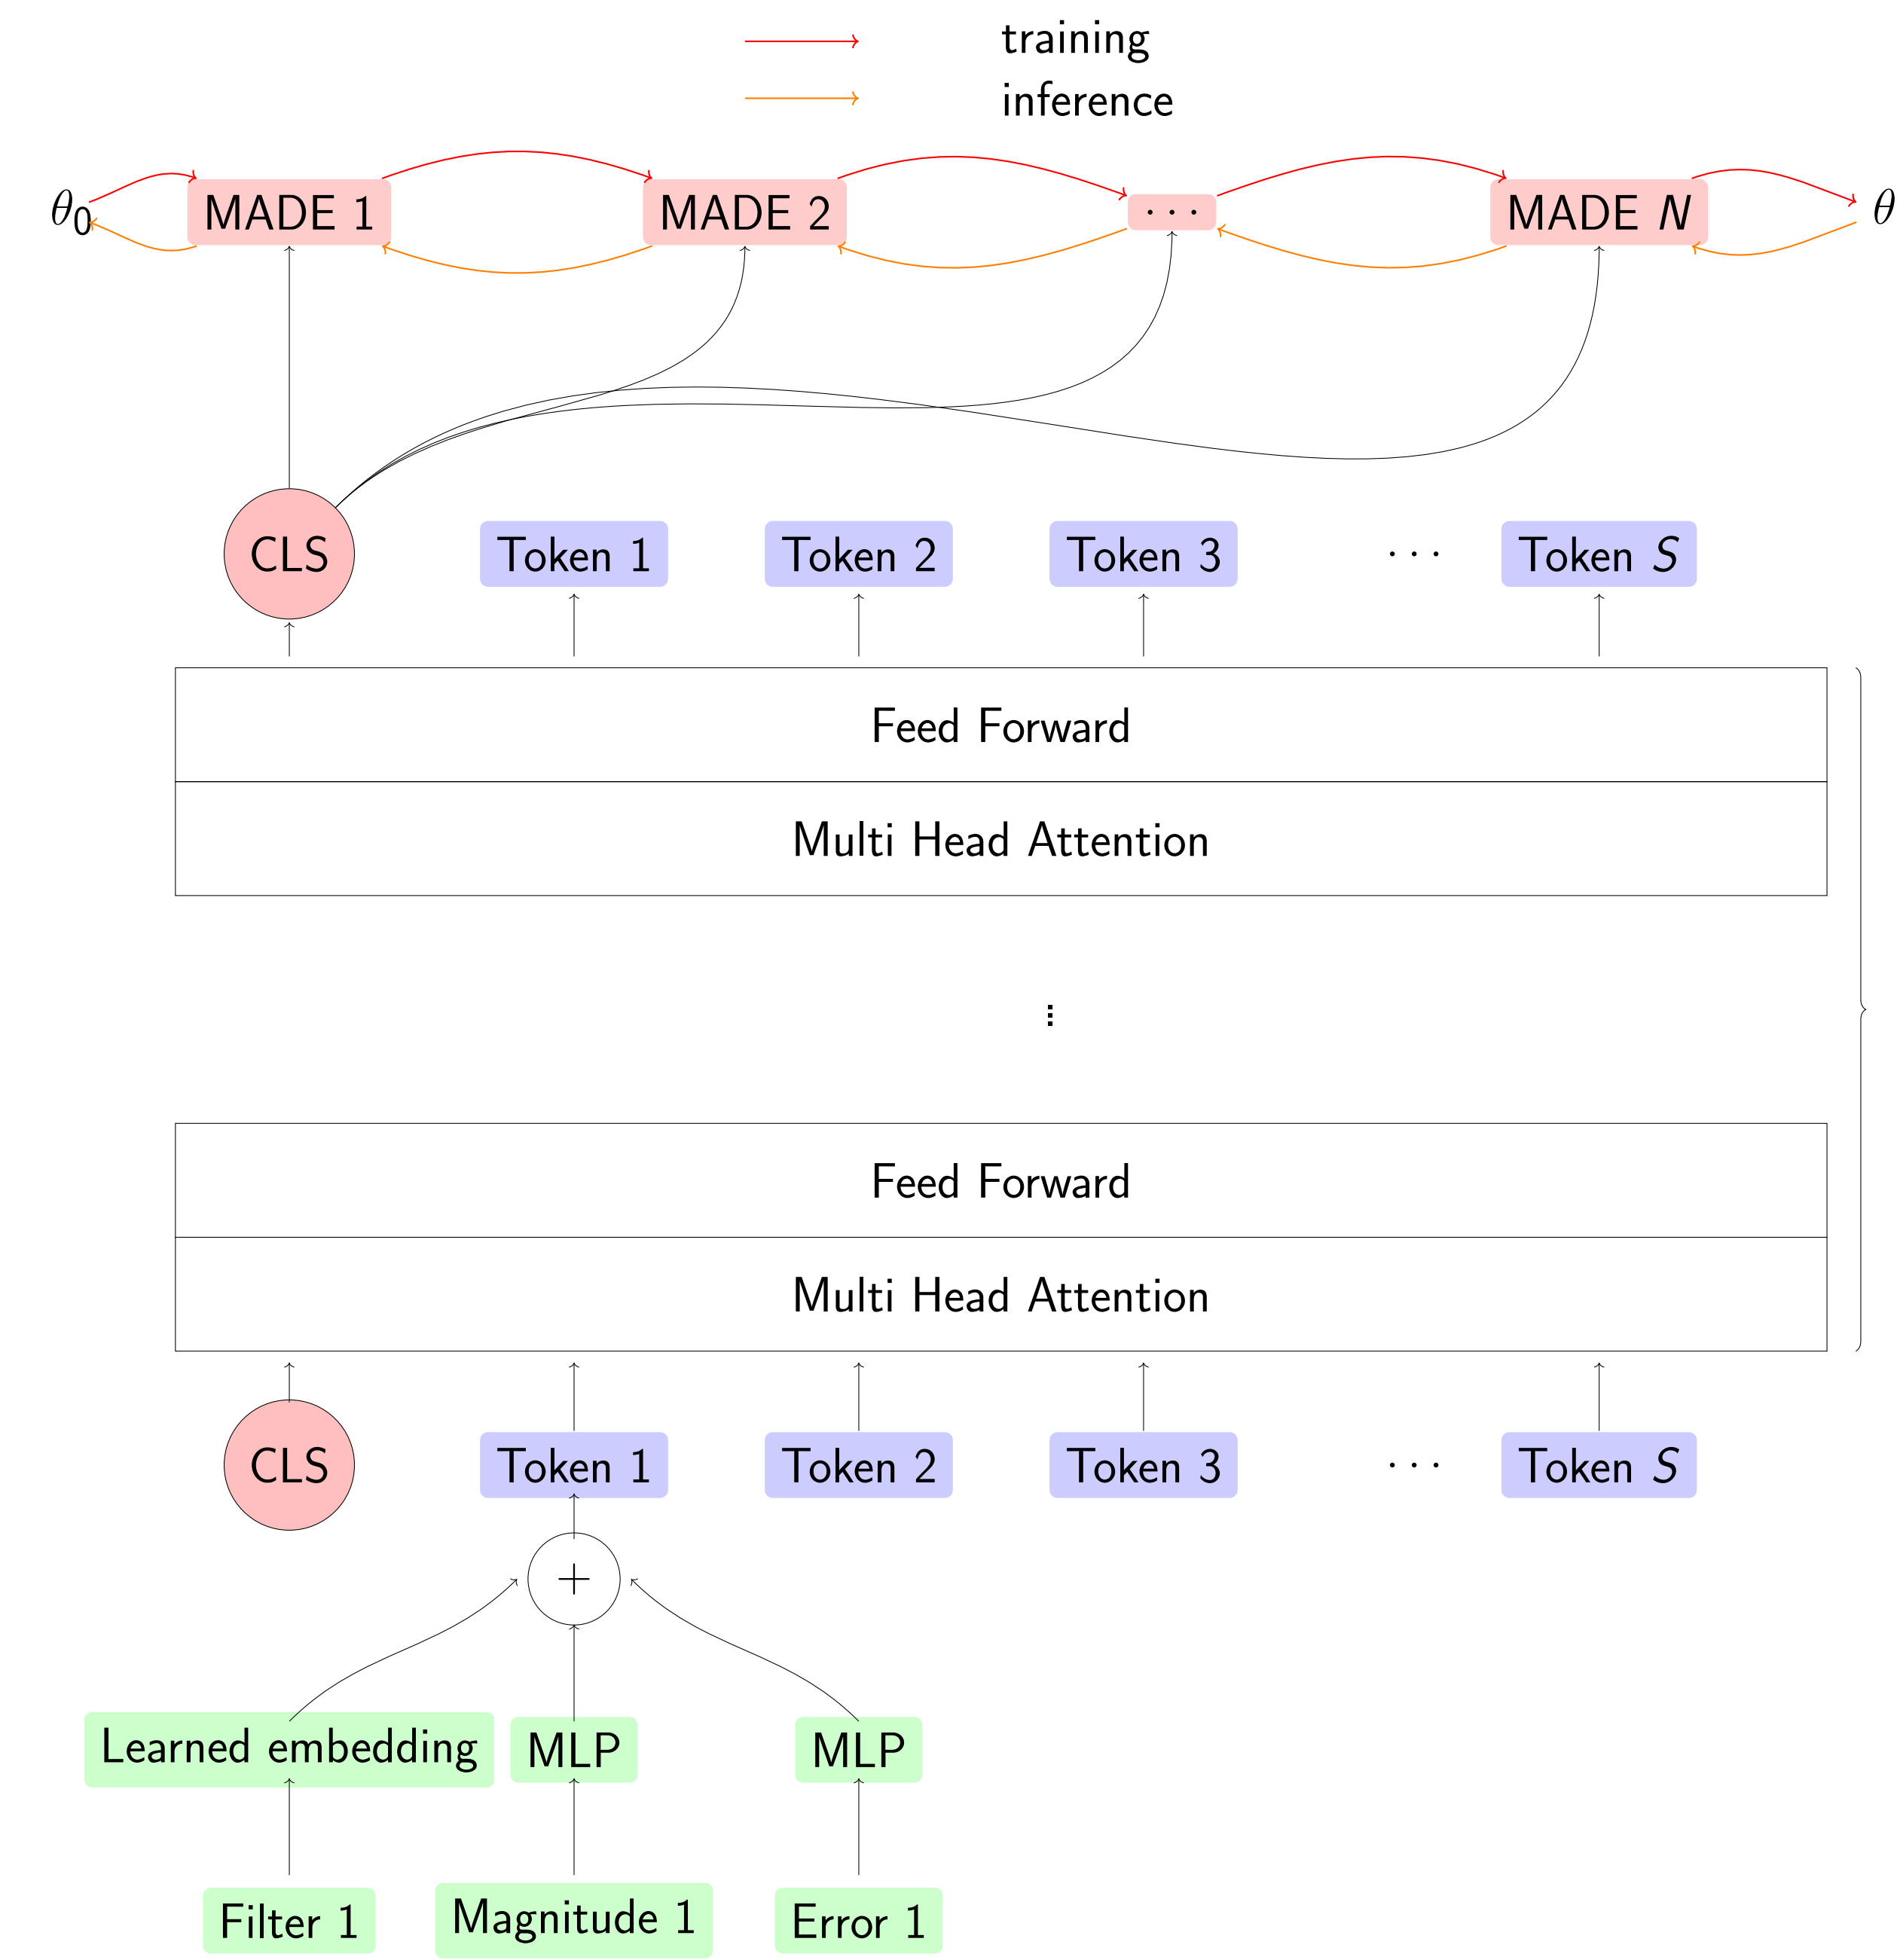 training
inference
θ₀ MADE 1 MADE 2 ··· MADE N θ
CLS Token 1 Token 2 Token 3 ··· Token S
Feed Forward
Multi Head Attention
⋮
Feed Forward
Multi Head Attention
CLS Token 1 Token 2 Token 3 ··· Token S
+
Learned embedding MLP MLP
Filter 1 Magnitude 1 Error 1